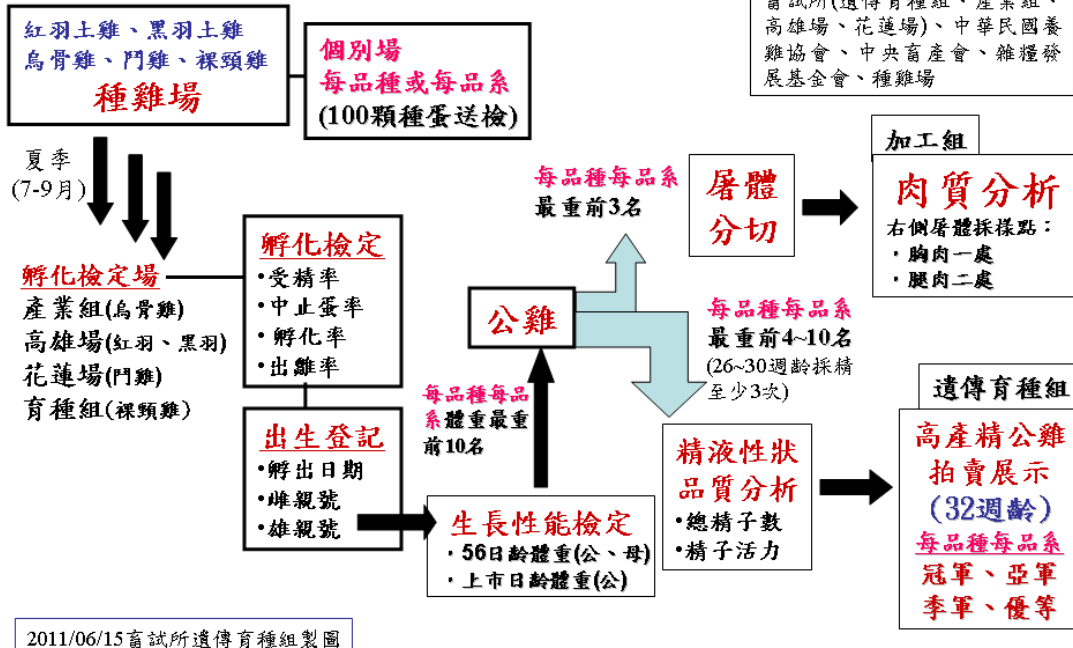 紅羽土雞、黑羽土雞
烏骨雞、鬥雞、裸頸雞
種雞場
個別場
每品種或每品系
(100顆種蛋送檢)
畜試所(遺傳育種組、產業組、
高雄場、花蓮場)、中華民國養
雞協會、中央畜產會、雜糧發
展基金會、種雞場
夏季
(7-9月)
孵化檢定場
產業組(烏骨雞)
高雄場(紅羽、黑羽)
花蓮場(鬥雞)
育種組(裸頸雞)
孵化檢定
•受精率
•中止蛋率
•孵化率
•出雛率
出生登記
•孵出日期
•雌親號
•雄親號
每品種每品
系體重最重
前10名
生長性能檢定
·56日齡體重(公、母)
·上市日齡體重(公)
公雞
每品種每品系
最重前3名
屠體
分切
加工組
肉質分析
右側屠體採樣點：
·胸肉一處
·腿肉二處
每品種每品系
最重前4~10名
(26~30週齡採精
至少3次)
精液性狀
品質分析
•總精子數
•精子活力
遺傳育種組
高產精公雞
拍賣展示
(32週齡)
每品種每品系
冠軍、亞軍
季軍、優等
2011/06/15畜試所遺傳育種組製圖